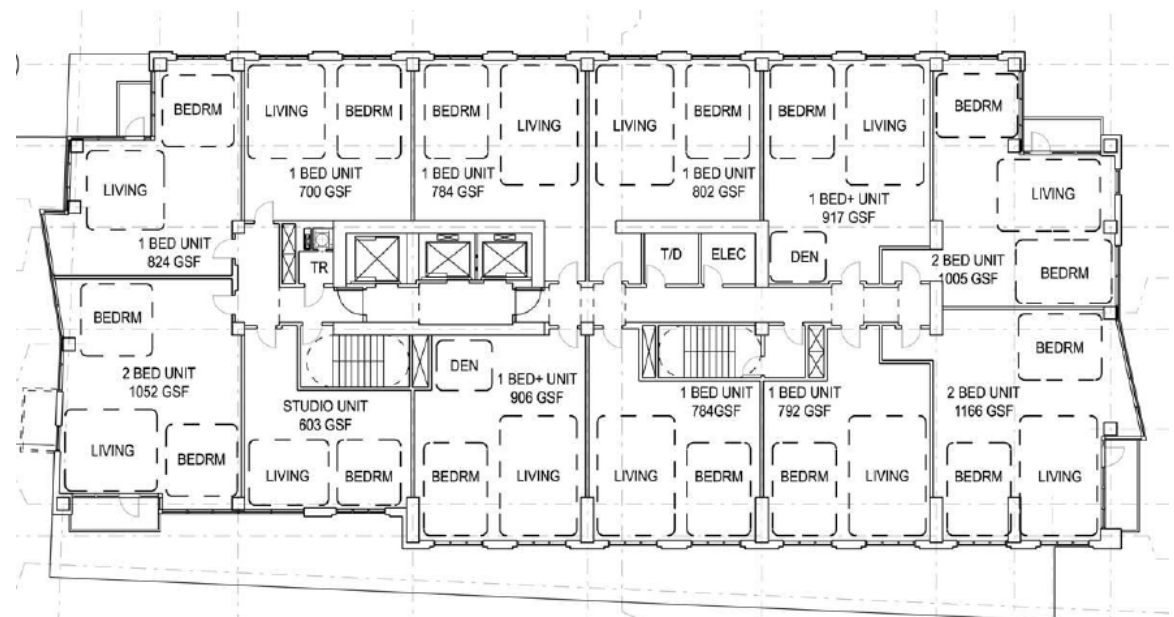 BEDRM
LIVING
1 BED UNIT
824 GSF
LIVING
BEDRM
1 BED UNIT
700 GSF
BEDRM
LIVING
1 BED UNIT
784 GSF
LIVING
BEDRM
1 BED UNIT
802 GSF
BEDRM
LIVING
1 BED+ UNIT
917 GSF
DEN
BEDRM
LIVING
2 BED UNIT
1005 GSF
BEDRM
TR
T/D
ELEC
BEDRM
2 BED UNIT
1052 GSF
LIVING
BEDRM
STUDIO UNIT
603 GSF
LIVING
BEDRM
DEN
1 BED+ UNIT
906 GSF
BEDRM
LIVING
1 BED UNIT
784GSF
LIVING
BEDRM
1 BED UNIT
792 GSF
BEDRM
LIVING
BEDRM
2 BED UNIT
1166 GSF
BEDRM
LIVING